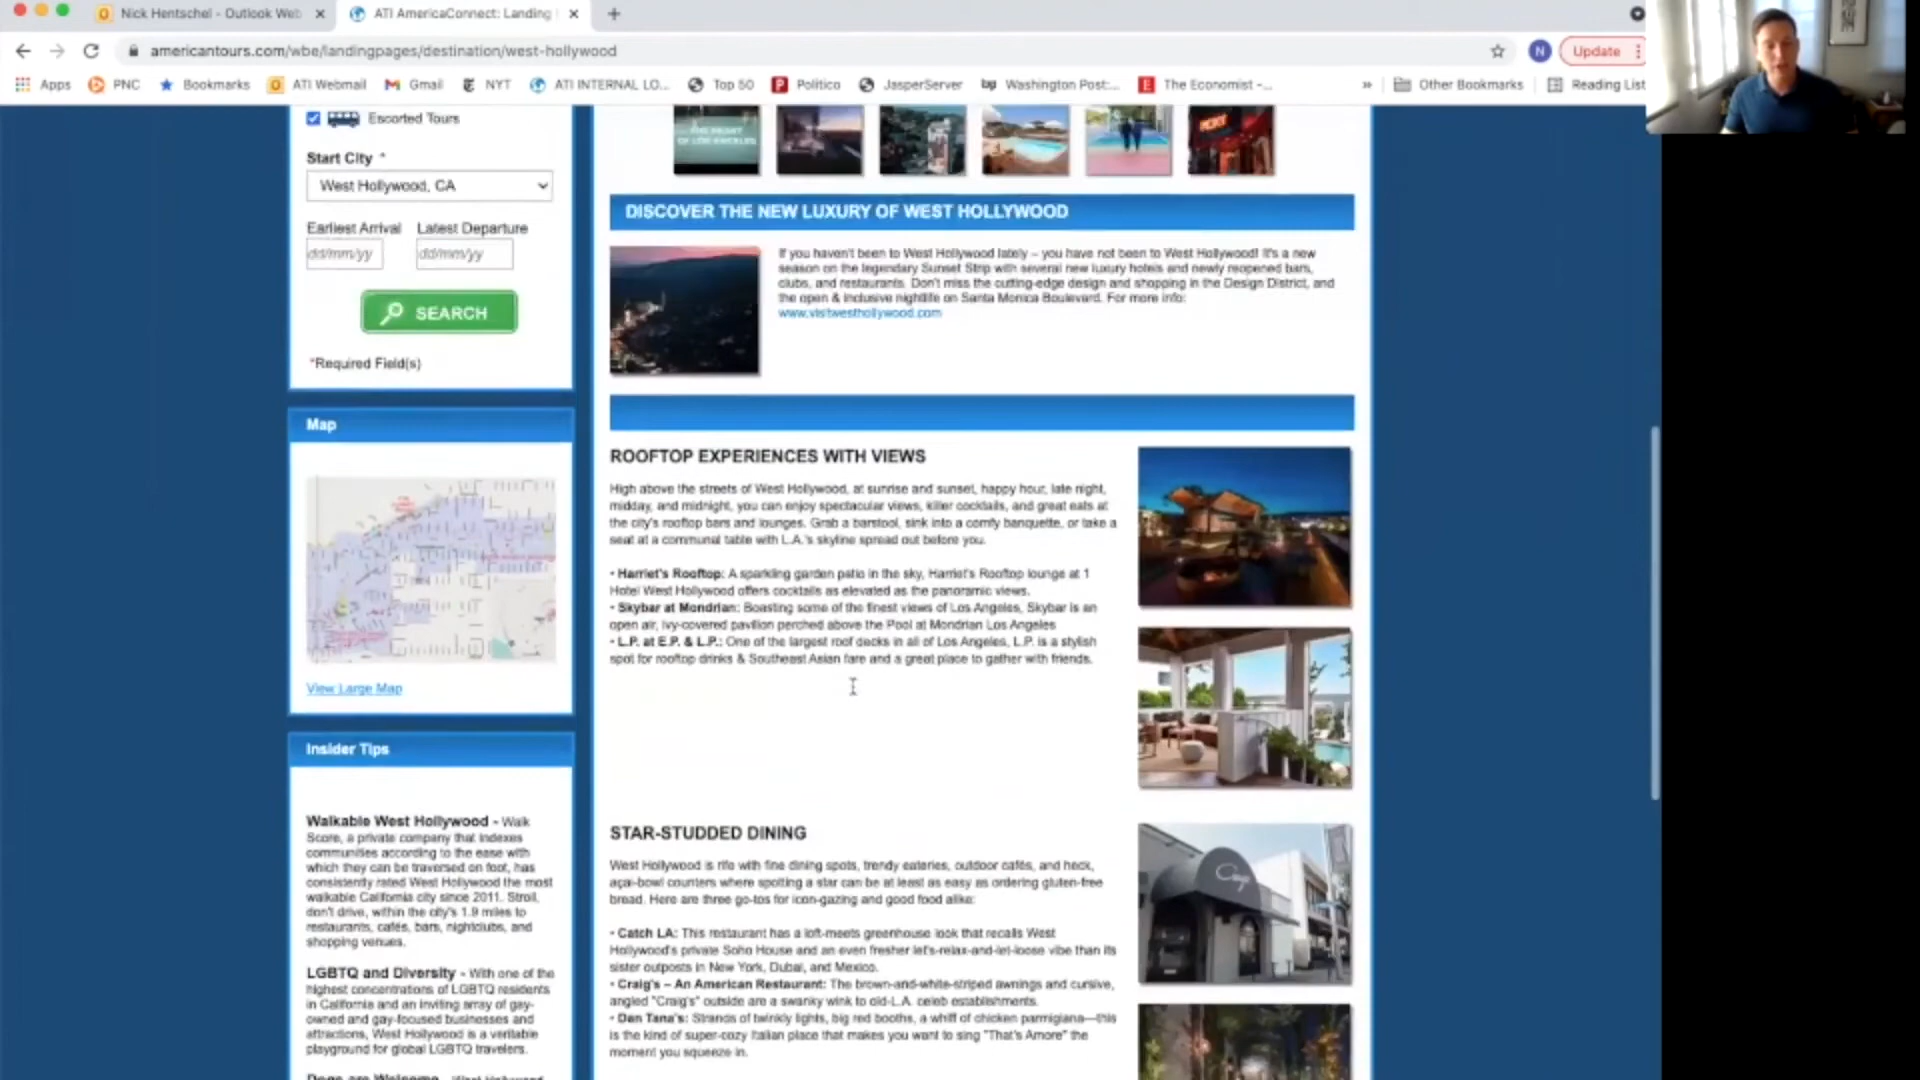 Nick Hentschel - Outlook Web
ATI AmericaConnect: Landing
americantours.com/wbe/landingpages/destination/west-hollywood
N
Update
Apps
PNC
Bookmarks
ATI Webmail
Gmail
NYT
ATI INTERNAL LO...
Top 50
Politico
JasperServer
Washington Post:...
The Economist -...
»
Other Bookmarks
Reading List
Escorted Tours
Start City *
West Hollywood, CA
Earliest Arrival
Latest Departure
dd/mm/yy
dd/mm/yy
SEARCH
*Required Field(s)
Map
View Large Map
Insider Tips
Walkable West Hollywood - Walk
Score, a private company that indexes
communities according to the ease with
which they can be traversed on foot, has
consistently rated West Hollywood the most
walkable California city since 2011. Stroll,
don't drive, within the city's 1.9 miles to
restaurants, cafés, bars, nightclubs, and
shopping venues.
LGBTQ and Diversity - With one of the
highest concentrations of LGBTQ residents
in California and an inviting array of gay-
owned and gay-focused businesses and
attractions, West Hollywood is a veritable
playground for global LGBTQ travelers.
Dogs are Welcome - West Hollywood
DISCOVER THE NEW LUXURY OF WEST HOLLYWOOD
If you haven't been to West Hollywood lately – you have not been to West Hollywood! It's a new
season on the legendary Sunset Strip with several new luxury hotels and newly reopened bars,
clubs, and restaurants. Don't miss the cutting-edge design and shopping in the Design District, and
the open & inclusive nightlife on Santa Monica Boulevard. For more info:
www.visitwesthollywood.com
ROOFTOP EXPERIENCES WITH VIEWS
High above the streets of West Hollywood, at sunrise and sunset, happy hour, late night,
midday, and midnight, you can enjoy spectacular views, killer cocktails, and great eats at
the city's rooftop bars and lounges. Grab a barstool, sink into a comfy banquette, or take a
seat at a communal table with L.A.'s skyline spread out before you.
• Harriet's Rooftop: A sparkling garden patio in the sky, Harriet's Rooftop lounge at 1
Hotel West Hollywood offers cocktails as elevated as the panoramic views.
• Skybar at Mondrian: Boasting some of the finest views of Los Angeles, Skybar is an
open air, ivy-covered pavilion perched above the Pool at Mondrian Los Angeles
• L.P. at E.P. & L.P.: One of the largest roof decks in all of Los Angeles, L.P. is a stylish
spot for rooftop drinks & Southeast Asian fare and a great place to gather with friends.
STAR-STUDDED DINING
West Hollywood is rife with fine dining spots, trendy eateries, outdoor cafés, and heck,
açai-bowl counters where spotting a star can be at least as easy as ordering gluten-free
bread. Here are three go-tos for icon-gazing and good food alike:
• Catch LA: This restaurant has a loft-meets greenhouse look that recalls West
Hollywood's private Soho House and an even fresher let's-relax-and-let-loose vibe than its
sister outposts in New York, Dubai, and Mexico.
• Craig's – An American Restaurant: The brown-and-white-striped awnings and cursive,
angled "Craig's" outside are a swanky wink to old-L.A. celeb establishments.
• Dan Tana's: Strands of twinkly lights, big red booths, a whiff of chicken parmigiana—this
is the kind of super-cozy Italian place that makes you want to sing "That's Amore" the
moment you squeeze in.